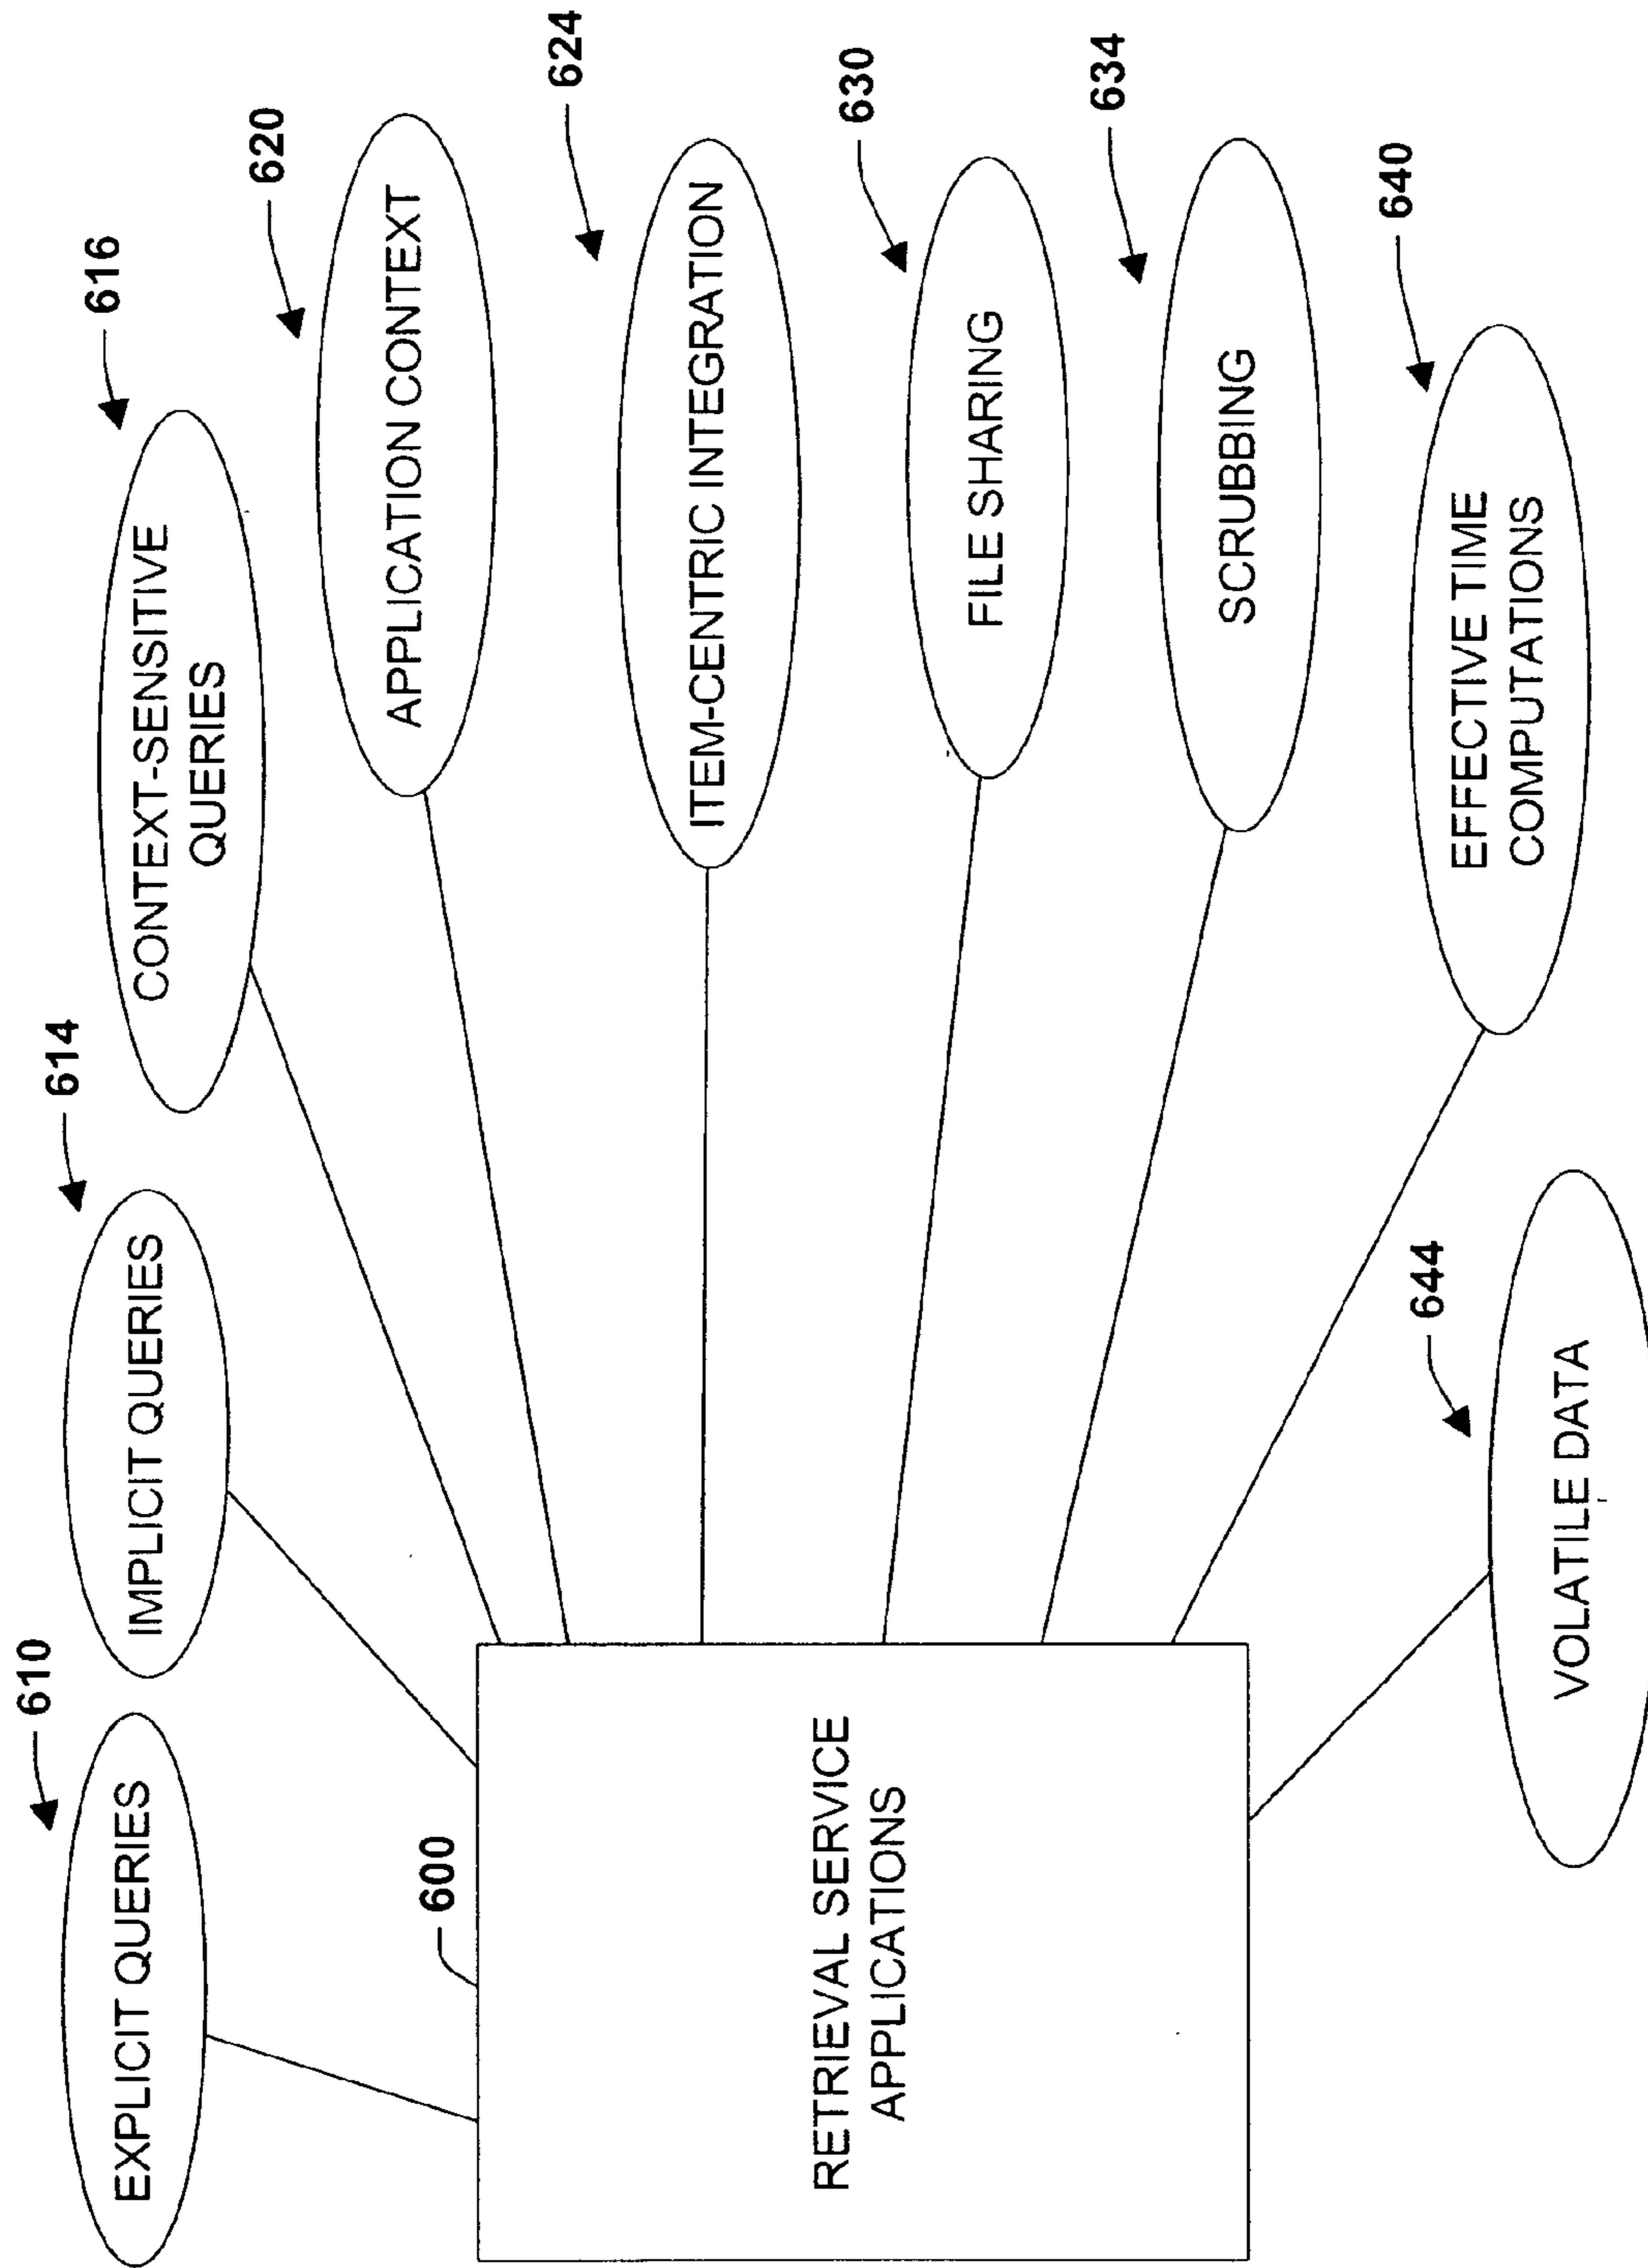 610
EXPLICIT QUERIES
614
IMPLICIT QUERIES
616
CONTEXT-SENSITIVE
QUERIES
620
APPLICATION CONTEXT
624
ITEM-CENTRIC INTEGRATION
630
FILE SHARING
634
SCRUBBING
640
EFFECTIVE TIME
COMPUTATIONS
644
VOLATILE DATA
600
RETRIEVAL SERVICE
APPLICATIONS